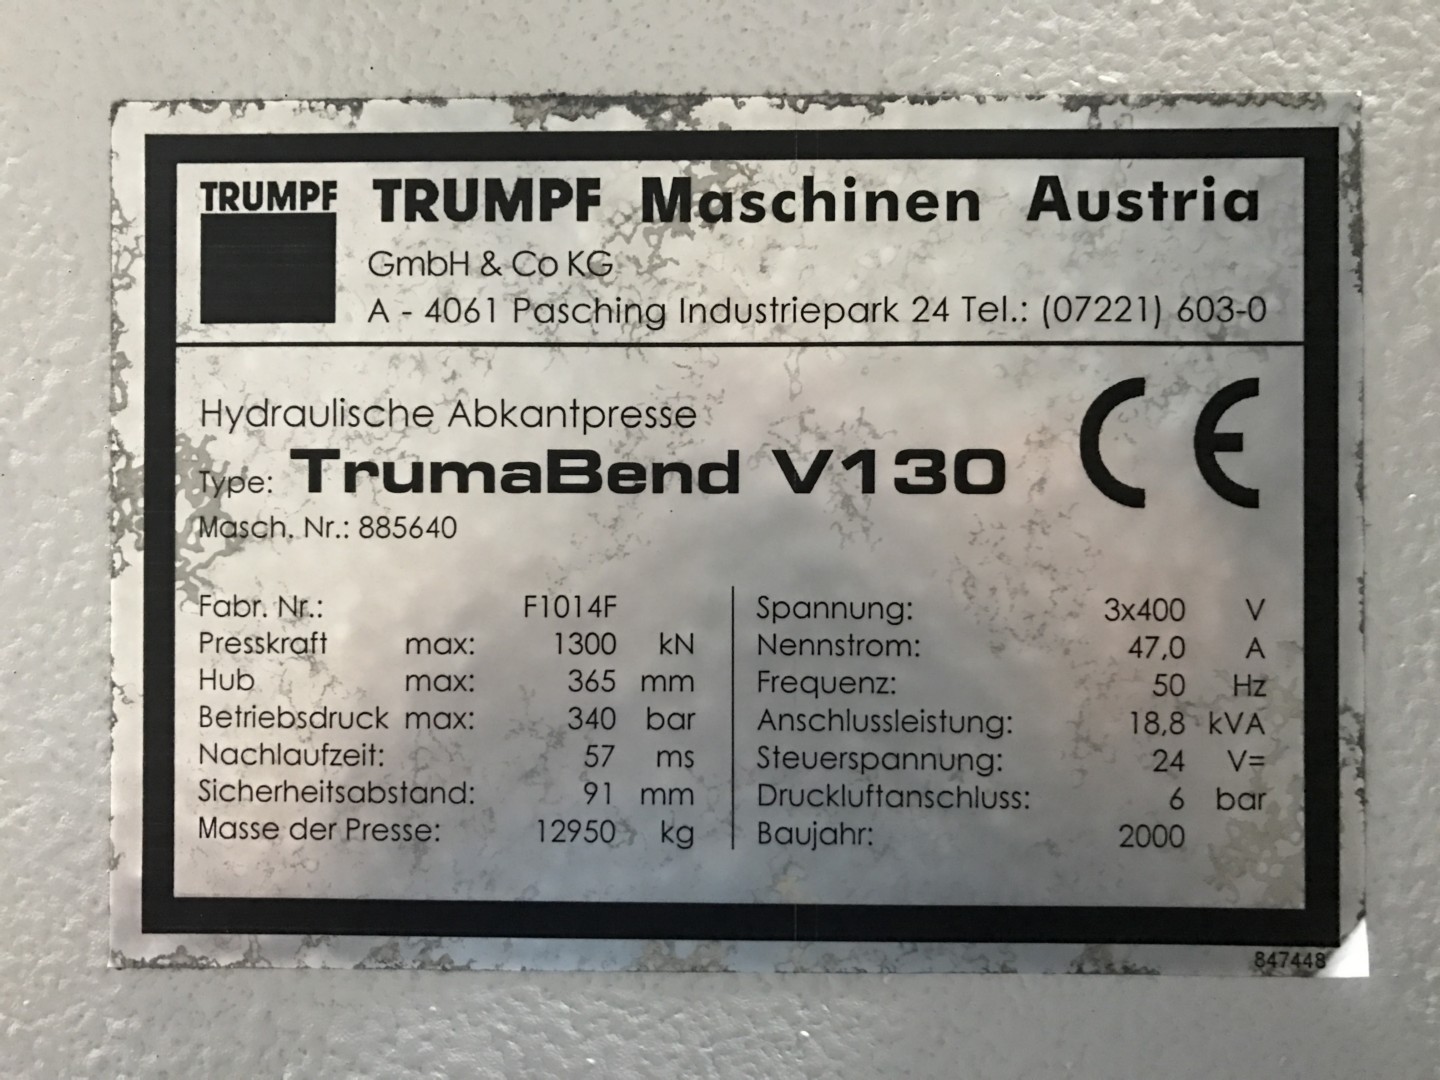 TRUMPF TRUMPF Maschinen Austria
GmbH & Co KG
A - 4061 Pasching Industriepark 24 Tel.: (07221) 603-0
Hydraulische Abkantpresse
Type: TrumaBend V130
CE
Masch. Nr.: 885640
Fabr. Nr.: F1014F
Presskraft max: 1300 kN
Hub max: 365 mm
Betriebsdruck max: 340 bar
Nachlaufzeit: 57 ms
Sicherheitsabstand: 91 mm
Masse der Presse: 12950 kg
Spannung: 3x400 V
Nennstrom: 47,0 A
Frequenz: 50 Hz
Anschlussleistung: 18,8 kVA
Steuerspannung: 24 V=
Druckluftanschluss: 6 bar
Baujahr: 2000
847448